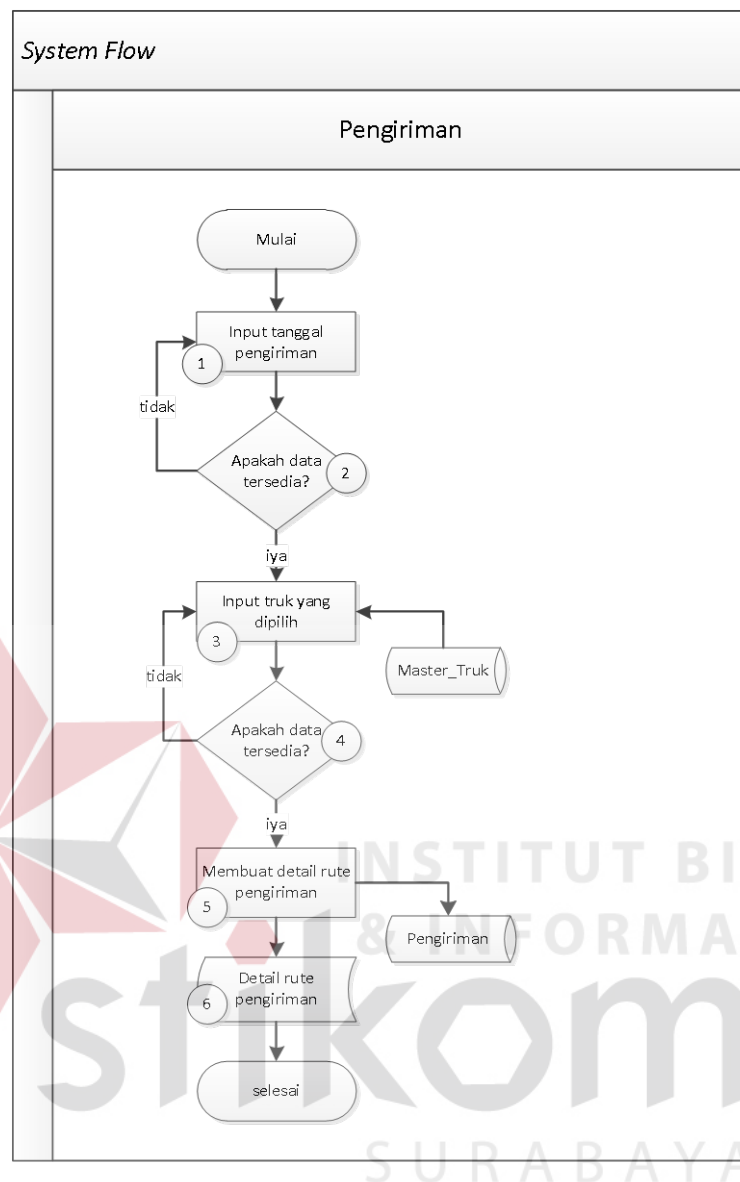 System Flow
Pengiriman
Mulai
Input tanggal
pengiriman
1
tidak
Apakah data
tersedia?
2
iya
Input truk yang
dipilih
3
Master_Truk
tidak
Apakah data
tersedia?
4
iya
Membuat detail rute
pengiriman
5
Pengiriman
Detail rute
pengiriman
6
selesai
INSTITUT BI
& INFORMA
stikom
SURABAYA